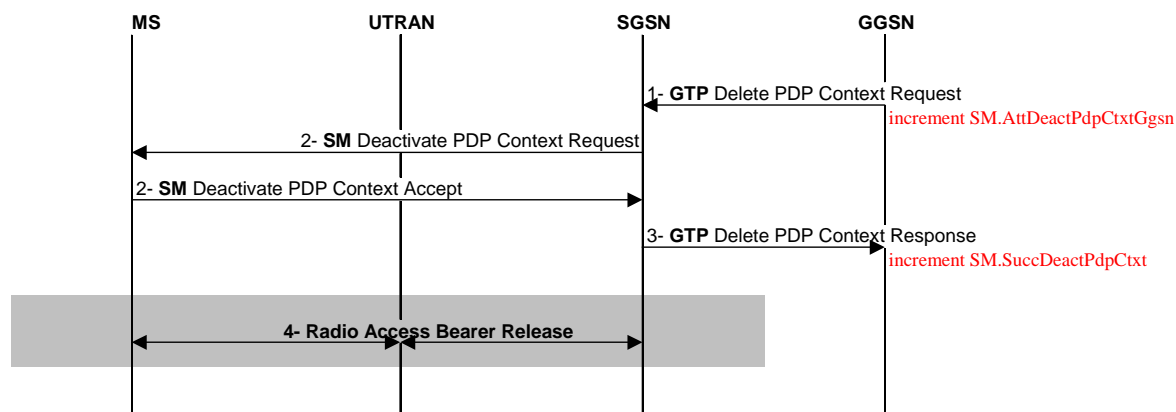 MS UTRAN SGSN GGSN
1- GTP Delete PDP Context Request
increment SM.AttDeactPdpCtxtGgsn
2- SM Deactivate PDP Context Request
2- SM Deactivate PDP Context Accept
3- GTP Delete PDP Context Response
increment SM.SuccDeactPdpCtxt
4- Radio Access Bearer Release